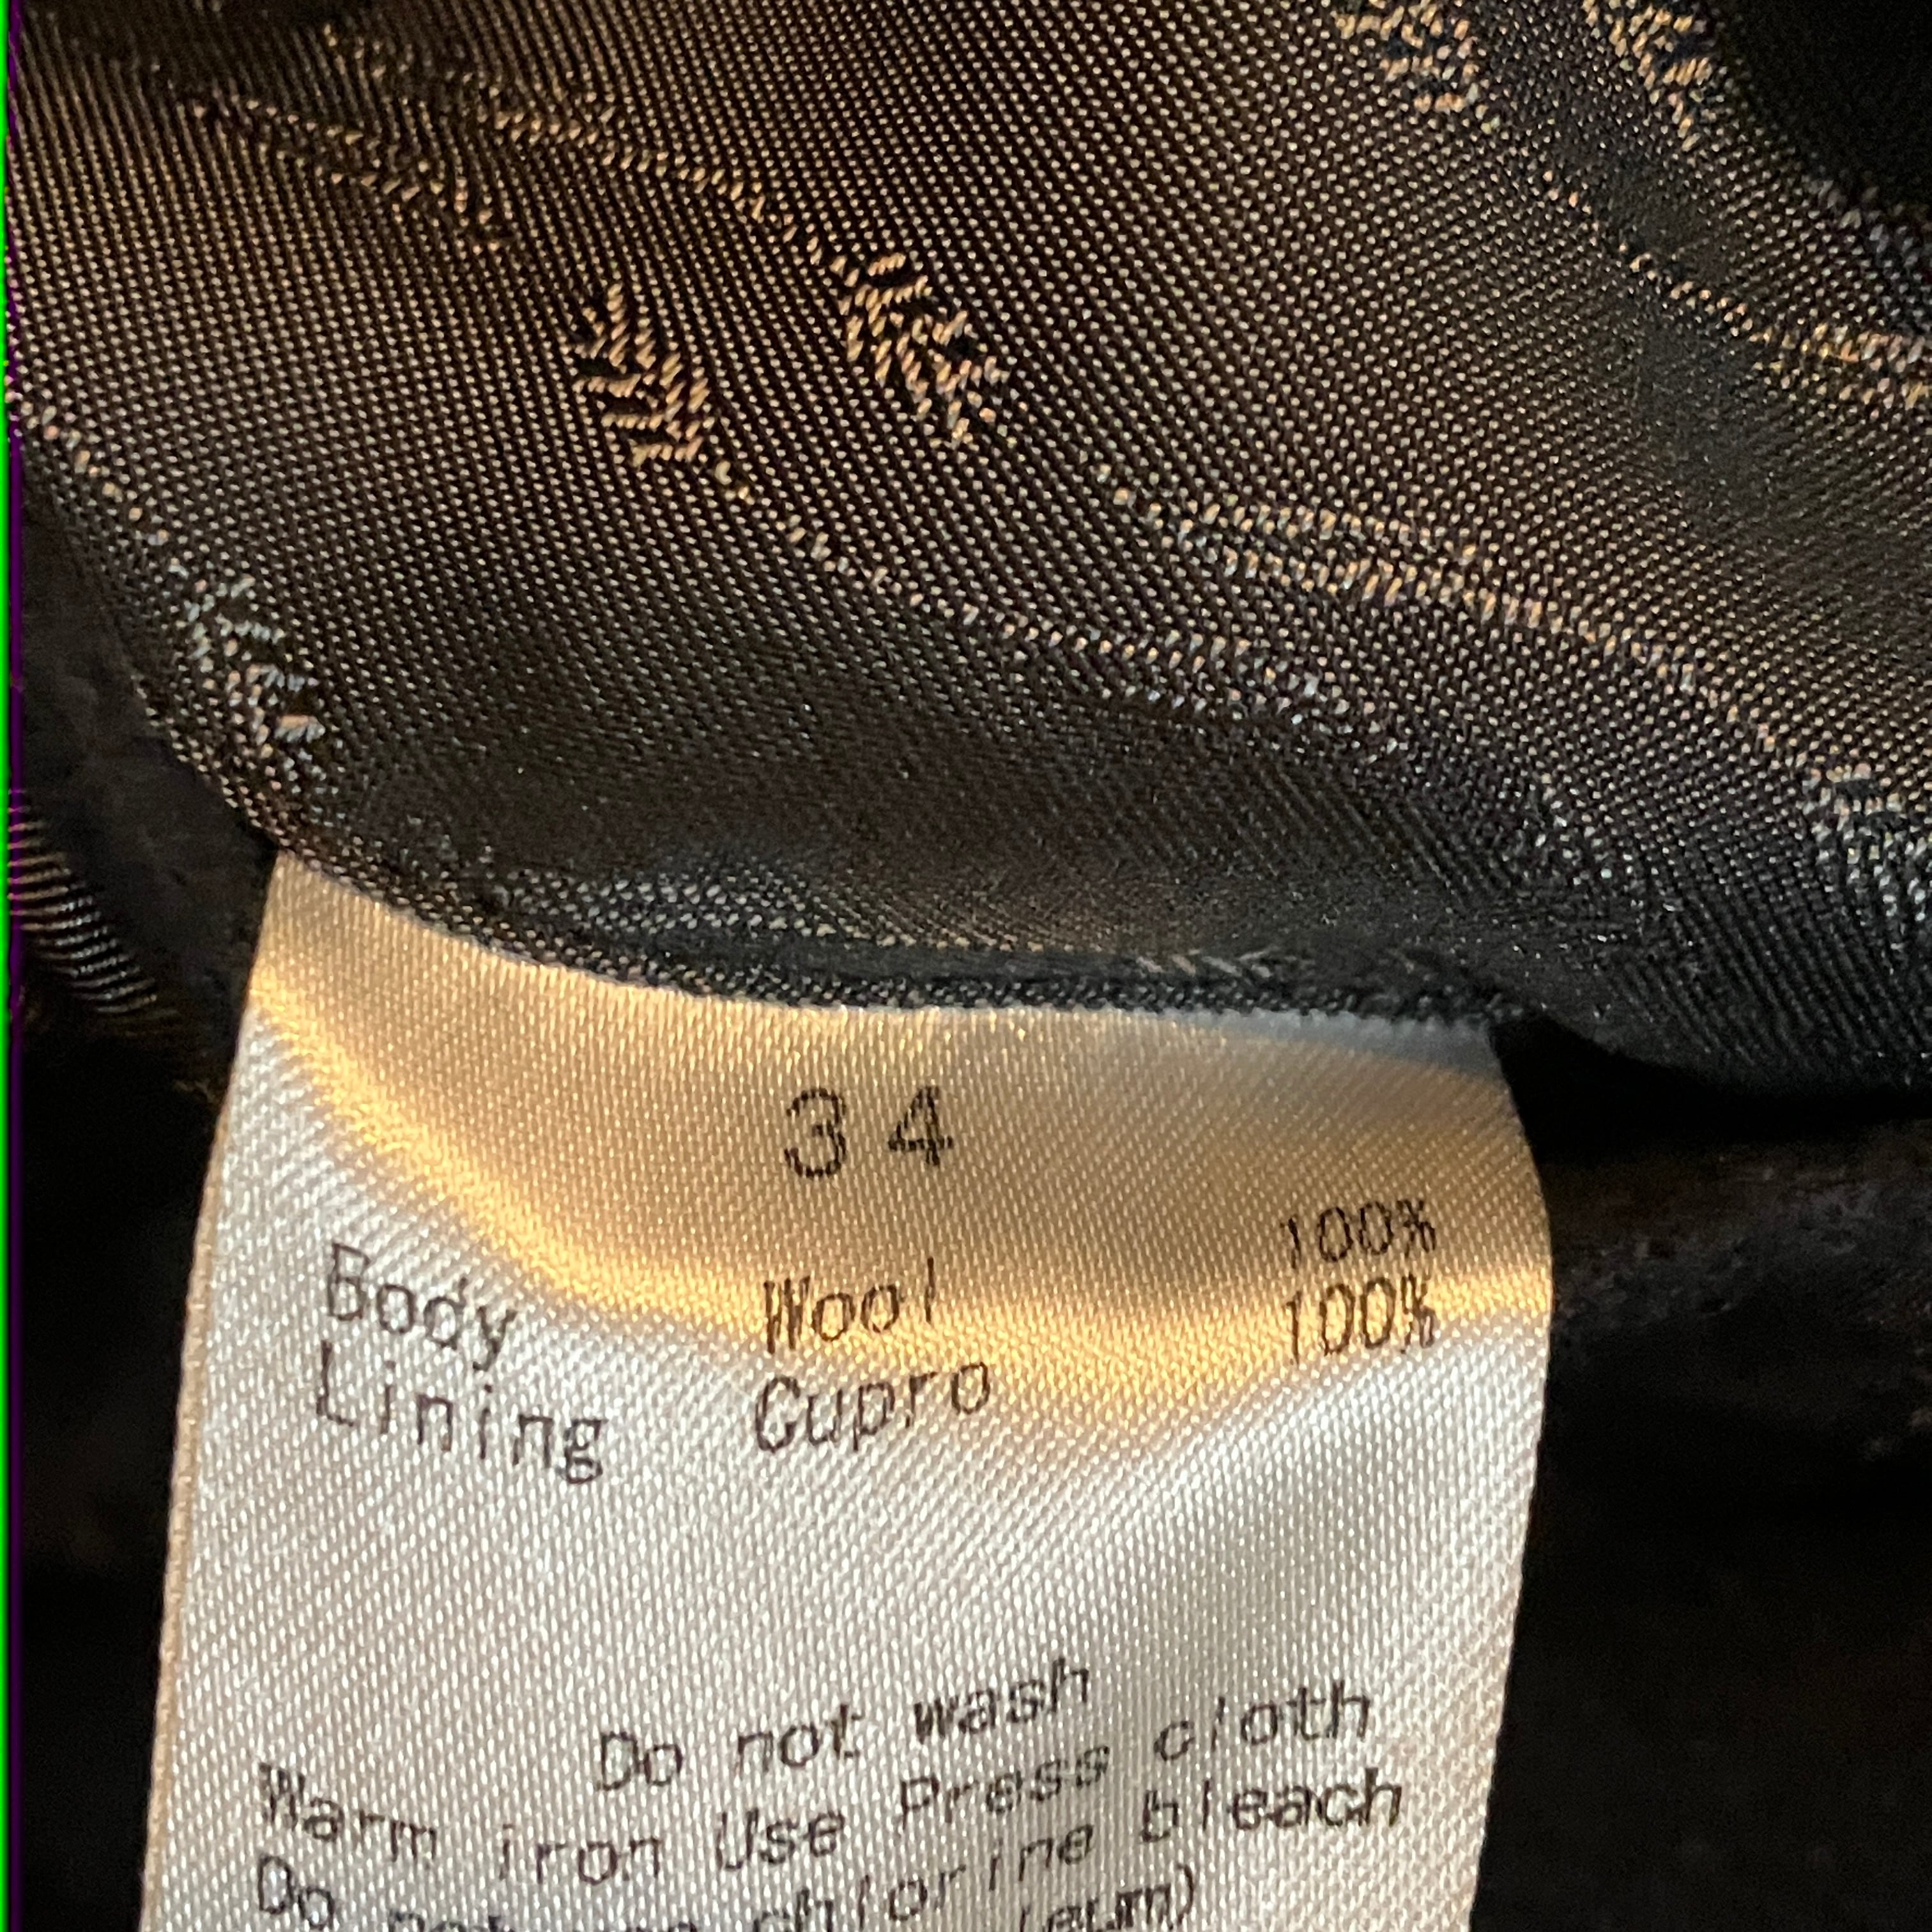 34
Body Wool 100%
Lining Cupro 100%
Do not wash
Warm iron Use Press cloth
Do not chlorine bleach